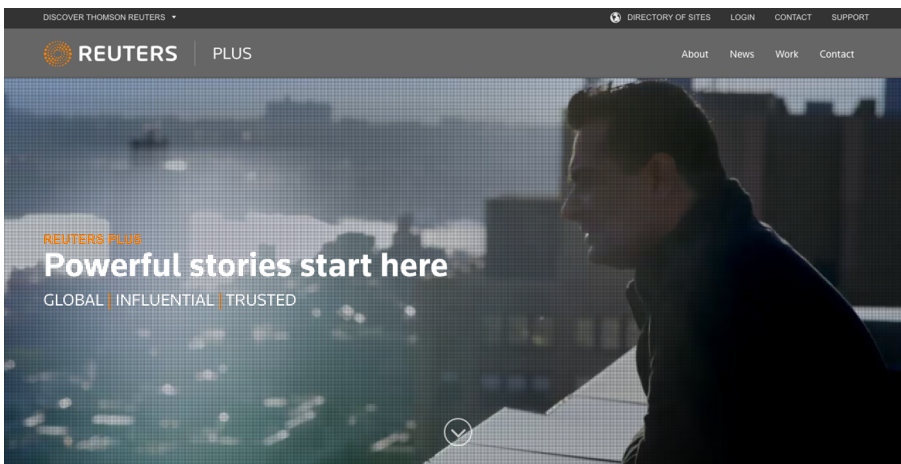 DISCOVER THOMSON REUTERS DIRECTORY OF SITES LOGIN CONTACT SUPPORT
REUTERS PLUS About News Work Contact
REUTERS PLUS
Powerful stories start here
GLOBAL | INFLUENTIAL | TRUSTED